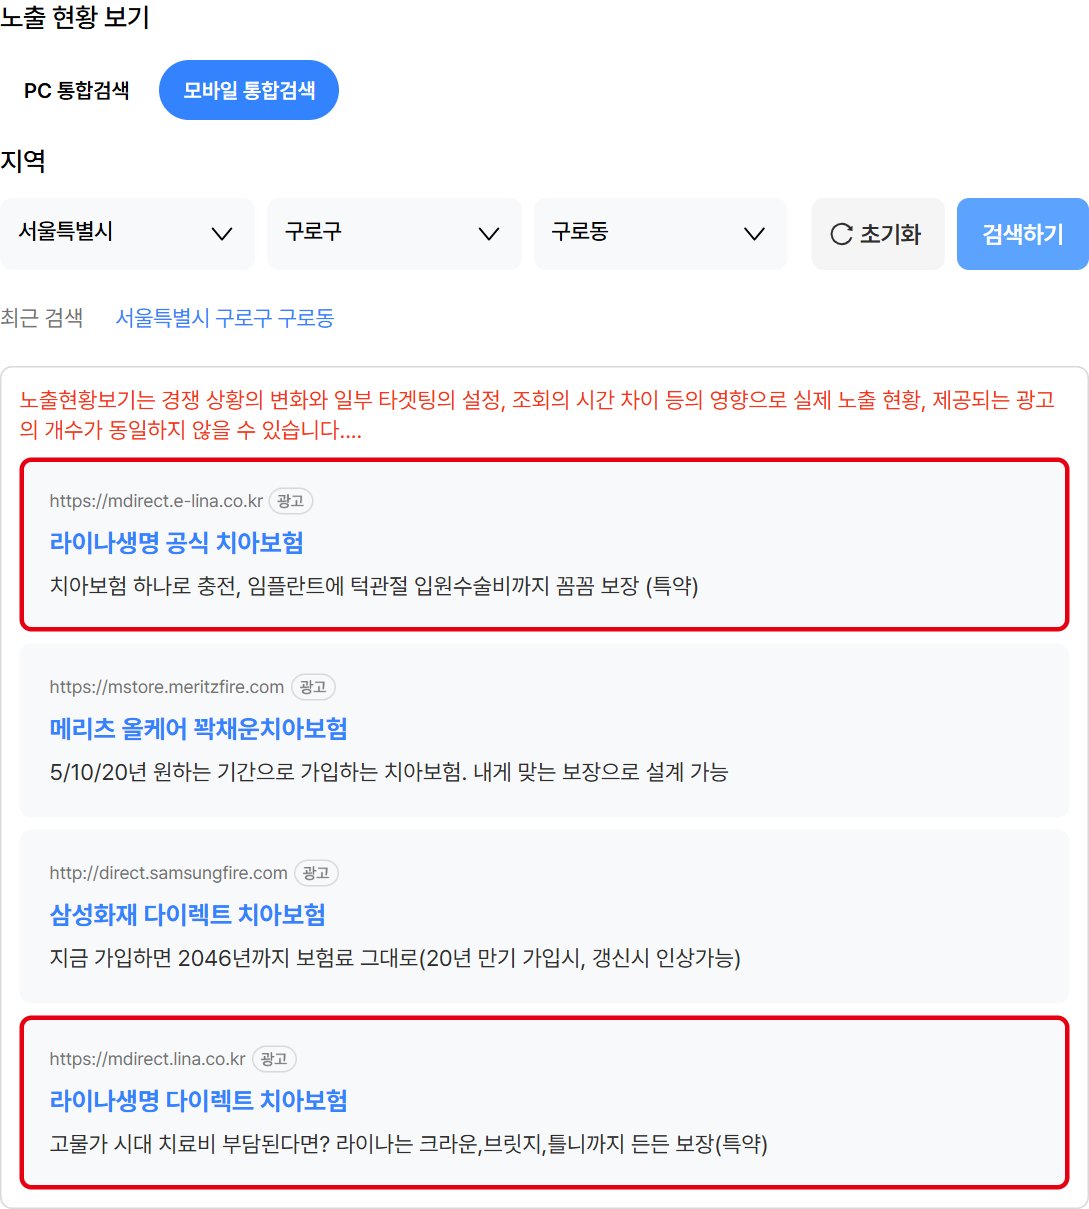 노출 현황 보기
PC 통합검색 모바일 통합검색
지역
서울특별시 구로구 구로동 초기화 검색하기
최근 검색 서울특별시 구로구 구로동
노출현황보기는 경쟁 상황의 변화와 일부 타겟팅의 설정, 조회의 시간 차이 등의 영향으로 실제 노출 현황, 제공되는 광고
의 개수가 동일하지 않을 수 있습니다....
https://mdirect.e-lina.co.kr 광고
라이나생명 공식 치아보험
치아보험 하나로 충전, 임플란트에 턱관절 입원수술비까지 꼼꼼 보장 (특약)
https://mstore.meritzfire.com 광고
메리츠 올케어 꽉채운치아보험
5/10/20년 원하는 기간으로 가입하는 치아보험. 내게 맞는 보장으로 설계 가능
http://direct.samsungfire.com 광고
삼성화재 다이렉트 치아보험
지금 가입하면 2046년까지 보험료 그대로(20년 만기 가입시, 갱신시 인상가능)
https://mdirect.lina.co.kr 광고
라이나생명 다이렉트 치아보험
고물가 시대 치료비 부담된다면? 라이나는 크라운,브릿지,틀니까지 든든 보장(특약)